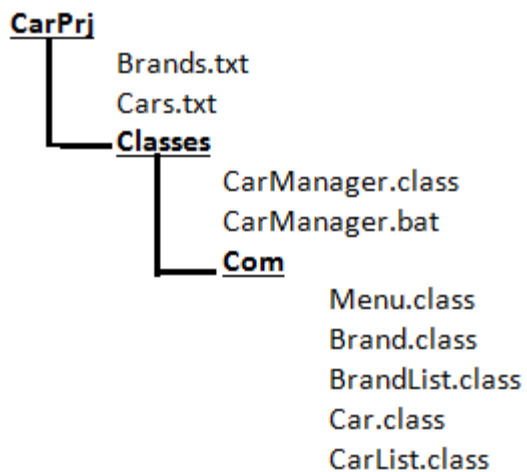 CarPrj
Brands.txt
Cars.txt
Classes
CarManager.class
CarManager.bat
Com
Menu.class
Brand.class
BrandList.class
Car.class
CarList.class